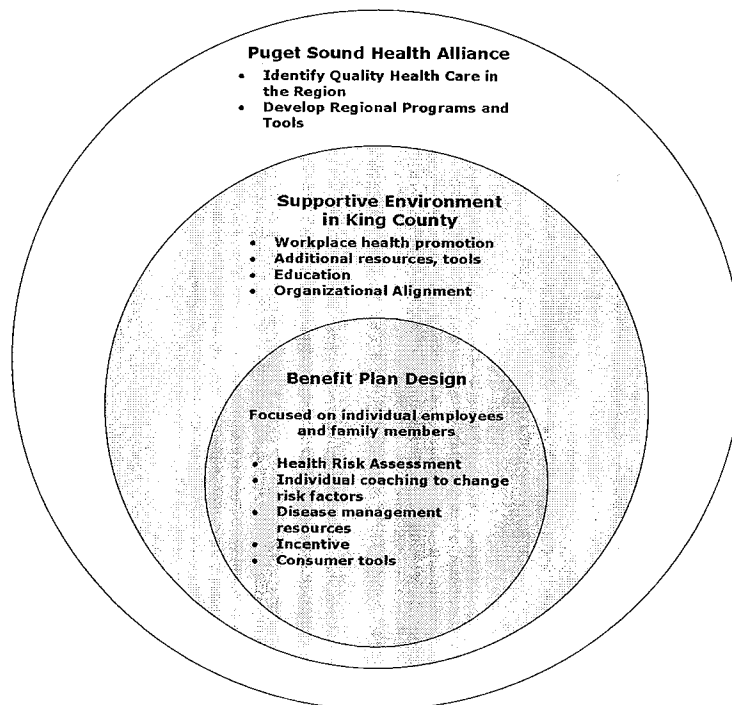 Puget Sound Health Alliance
• Identify Quality Health Care in
the Region
• Develop Regional Programs and
Tools
Supportive Environment
in King County
• Workplace health promotion
• Additional resources, tools
• Education
• Organizational Alignment
Benefit Plan Design
Focused on individual employees
and family members
• Health Risk Assessment
• Individual coaching to change
risk factors
• Disease management
resources
• Incentive
• Consumer tools